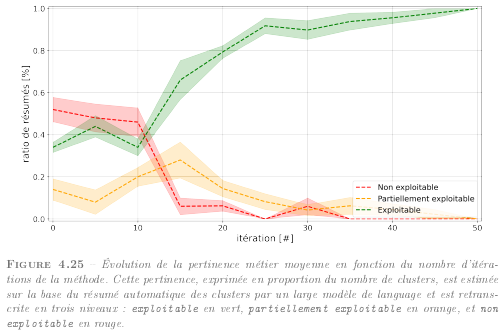 1.0
0.8
0.6
0.4
0.2
0.0
ratio de résumés [%]
Non exploitable
Partiellement exploitable
Exploitable
0 10 20 30 40 50
itération [#]
FIGURE 4.25 – Évolution de la pertinence métier moyenne en fonction du nombre d'itéra-
tions de la méthode. Cette pertinence, exprimée en proportion du nombre de clusters, est estimée
sur la base du résumé automatique des clusters par un large modèle de language et est retrans-
crite en trois niveaux : exploitable en vert, partiellement exploitable en orange, et non
exploitable en rouge.